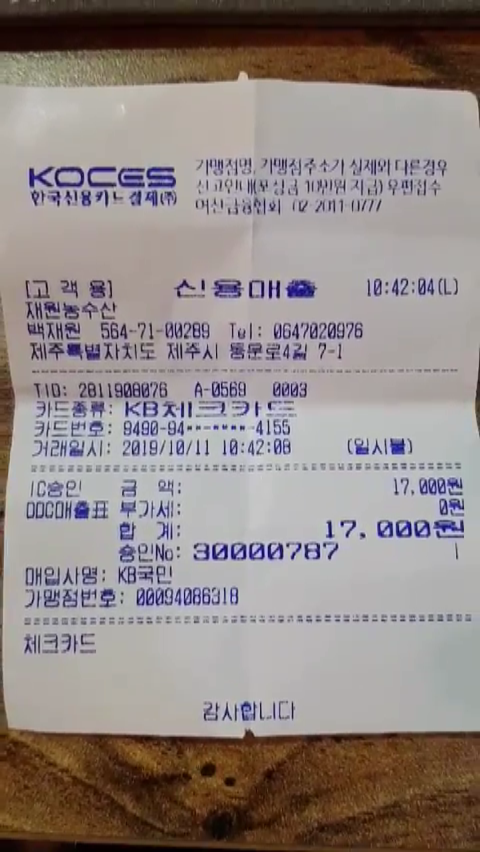 KOCES
한국신용카드결제(주)
가맹점명, 가맹점주소가 실제와 다른경우
신고안내(포상금 10만원 지급) 우편접수
여신금융협회 02-2011-0777
[고 객 용] 신용매출 10:42:04(L)
재원농수산
백재원 564-71-00289 Tel: 0647020976
제주특별자치도 제주시 동문로4길 7-1
TID: 2811908076 A-0569 0003
카드종류: KB체크카드
카드번호: 9490-94**-****-4155
거래일시: 2019/10/11 10:42:08 (일시불)
IC승인 금 액: 17,000원
DDC매출표 부가세: 0원
합 계: 17,000원
승인No: 30000787
매입사명: KB국민
가맹점번호: 00094086318
체크카드
감사합니다